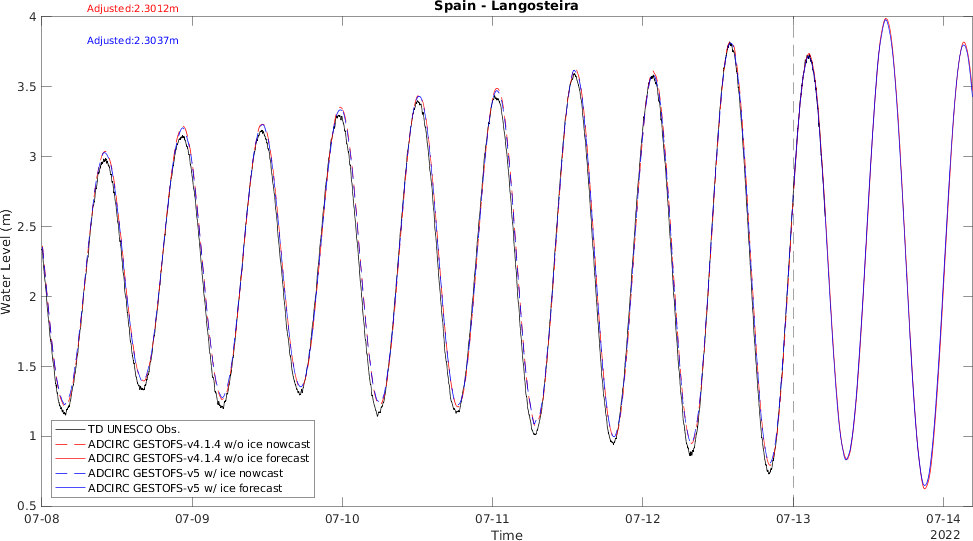 Spain - Langosteira
Adjusted:2.3012m
Adjusted:2.3037m
4
3.5
3
2.5
2
1.5
1
0.5
Water Level (m)
TD UNESCO Obs.
ADCIRC GESTOFS-v4.1.4 w/o ice nowcast
ADCIRC GESTOFS-v4.1.4 w/o ice forecast
ADCIRC GESTOFS-v5 w/ ice nowcast
ADCIRC GESTOFS-v5 w/ ice forecast
07-08
07-09
07-10
07-11
07-12
07-13
07-14
Time
2022